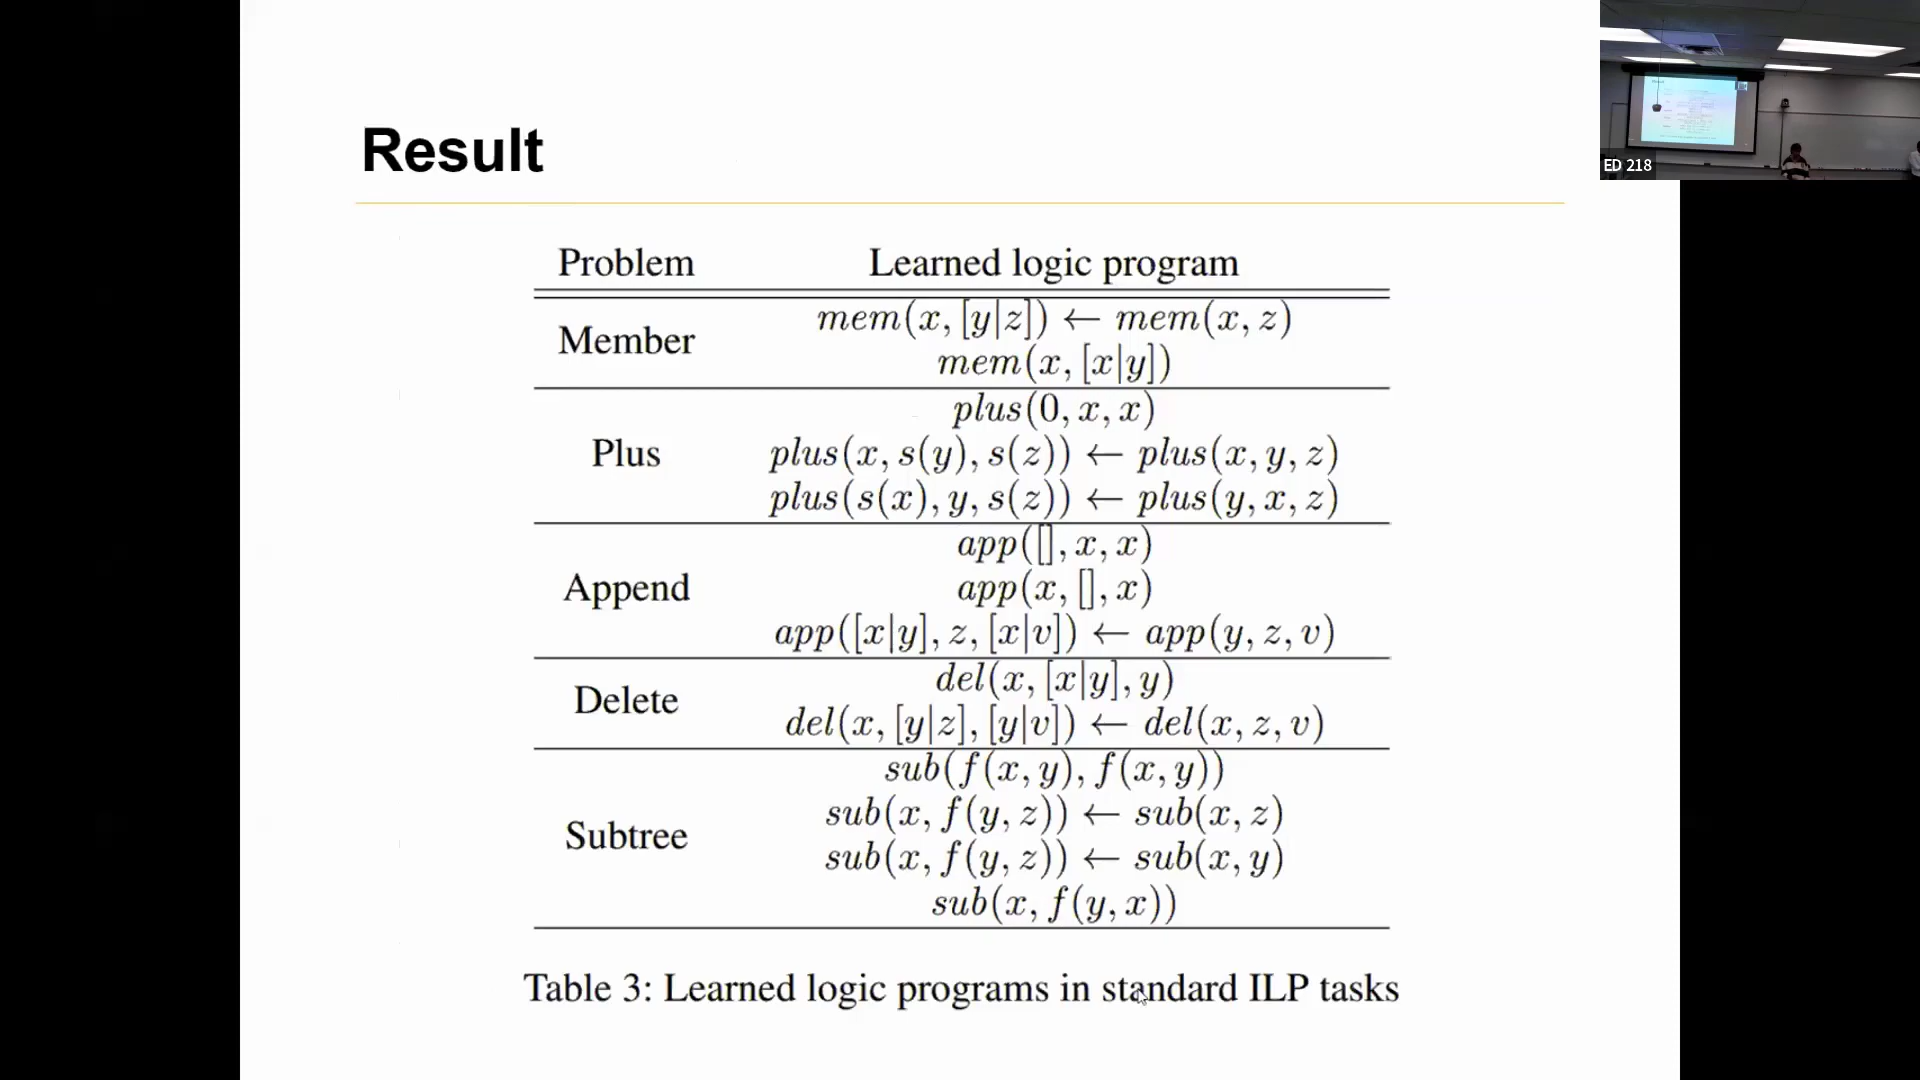 Result
ED 218
Problem Learned logic program
Member
mem(x, [y|z]) ← mem(x, z)
mem(x, [x|y])
Plus
plus(0, x, x)
plus(x, s(y), s(z)) ← plus(x, y, z)
plus(s(x), y, s(z)) ← plus(y, x, z)
Append
app([], x, x)
app(x, [], x)
app([x|y], z, [x|v]) ← app(y, z, v)
Delete
del(x, [x|y], y)
del(x, [y|z], [y|v]) ← del(x, z, v)
Subtree
sub(f(x, y), f(x, y))
sub(x, f(y, z)) ← sub(x, z)
sub(x, f(y, z)) ← sub(x, y)
sub(x, f(y, x))
Table 3: Learned logic programs in standard ILP tasks